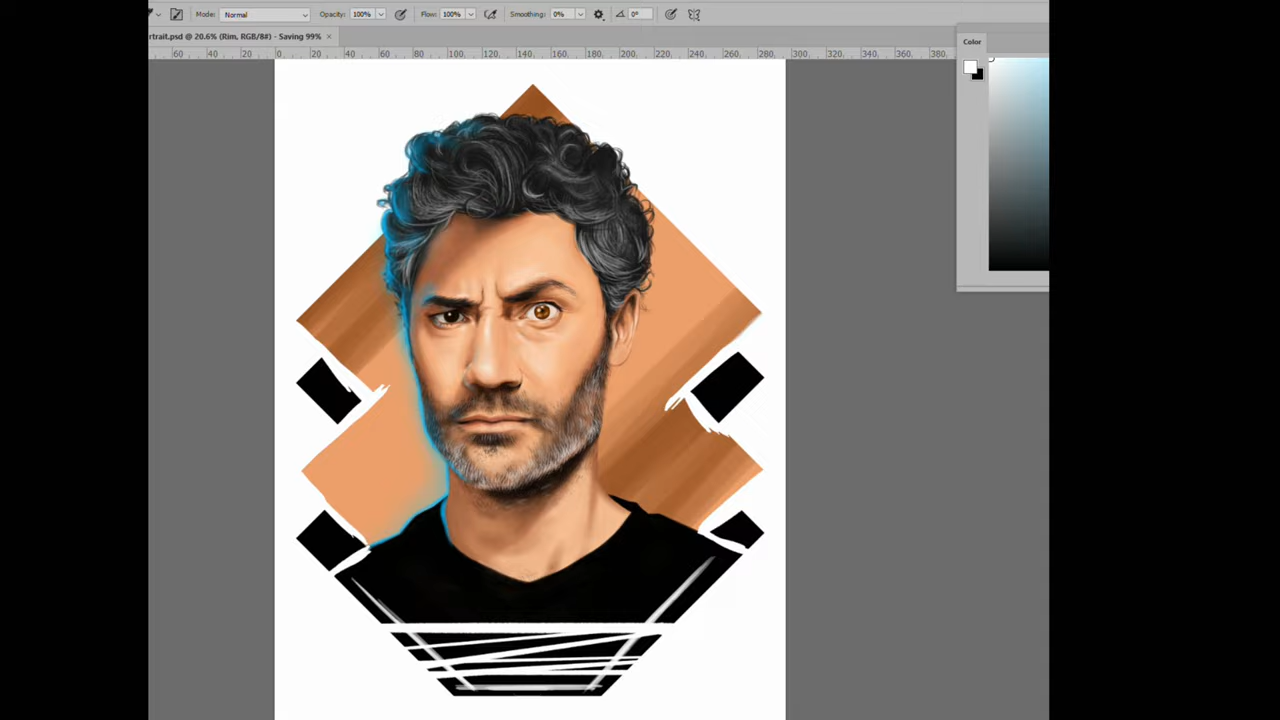 Mode: Normal Opacity: 100% Flow: 100% Smoothing: 0% 0°
rtrait.psd @ 20.6% (Rim, RGB/8#) - Saving 99% ×
60 40 20 0 20 40 60 80 100 120 140 160 180 200 220 240 260 280 300 320 340 360 380
Color